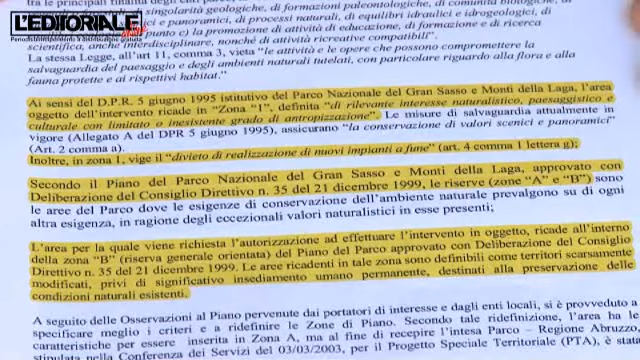 tra le principali finalità
singolarità geologiche, di formazioni paleontologiche, di comunità biologiche, di
e panoramici, di processi naturali, di equilibri idraulici e idrogeologici, di
punto c) la promozione di attività di educazione, di formazione e di ricerca
scientifica, anche interdisciplinare, nonché di attività ricreative compatibili".
La stessa Legge, all'art 11, comma 3, vieta "le attività e le opere che possono compromettere la
salvaguardia del paesaggio e degli ambienti naturali tutelati, con particolare riguardo alla flora e alla
fauna protette e ai rispettivi habitat."
L'EDITORIALE
Ai sensi del D.P.R. 5 giugno 1995 istitutivo del Parco Nazionale del Gran Sasso e Monti della Laga, l'area
oggetto dell'intervento ricade in "Zona "1", definita "di rilevante interesse naturalistico, paesaggistico e
culturale con limitato o inesistente grado di antropizzazione". Le misure di salvaguardia attualmente in
vigore (Allegato A del DPR 5 giugno 1995), assicurano "la conservazione di valori scenici e panoramici"
(Art. 2 comma a).
Inoltre, in zona 1, vige il "divieto di realizzazione di nuovi impianti a fune" (art. 4 comma 1 lettera g);
Secondo il Piano del Parco Nazionale del Gran Sasso e Monti della Laga, approvato con
Deliberazione del Consiglio Direttivo n. 35 del 21 dicembre 1999, le riserve (zone "A" e "B") sono
le aree del Parco dove le esigenze di conservazione dell'ambiente naturale prevalgono su di ogni
altra esigenza, in ragione degli eccezionali valori naturalistici in esse presenti;
L'area per la quale viene richiesta l'autorizzazione ad effettuare l'intervento in oggetto, ricade all'interno
della zona "B" (riserva generale orientata) del Piano del Parco approvato con Deliberazione del Consiglio
Direttivo n. 35 del 21 dicembre 1999. Le aree ricadenti in tale zona sono definibili come territori scarsamente
modificati, privi di significativo insediamento umano permanente, destinati alla preservazione delle
condizioni naturali esistenti.
A seguito delle Osservazioni al Piano pervenute dai portatori di interesse e dagli enti locali, si è provveduto a
specificare meglio i criteri e a ridefinire le Zone di Piano. Secondo tale ridefinizione, l'area ha le
caratteristiche per essere inserita in Zona A, ma al fine di recepire l'intesa Parco - Regione Abruzzo,
stipulata nella Conferenza dei Servizi del 03/03/2003, per il Progetto Speciale Territoriale (PTA), è stata